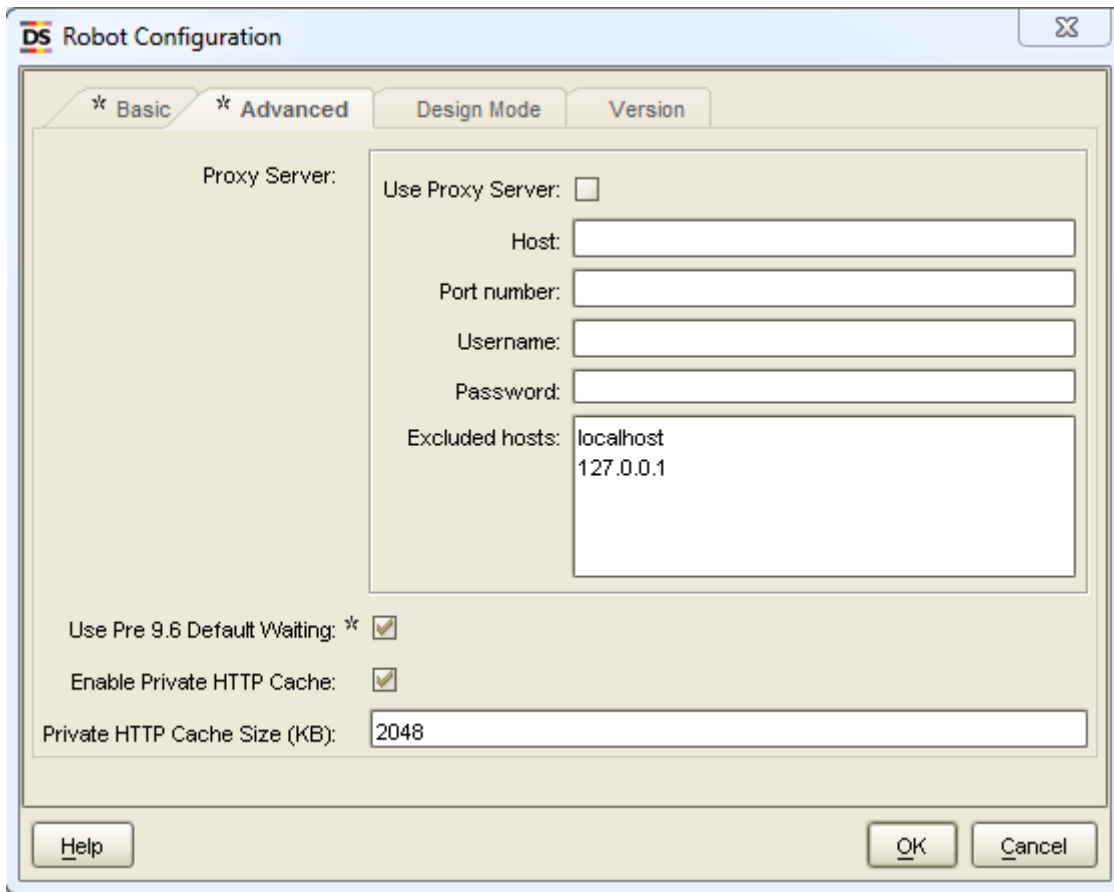 DS Robot Configuration
* Basic * Advanced Design Mode Version
Proxy Server:
Use Proxy Server:
Host:
Port number:
Username:
Password:
Excluded hosts: localhost
127.0.0.1
Use Pre 9.6 Default Waiting: *
Enable Private HTTP Cache:
Private HTTP Cache Size (KB): 2048
Help OK Cancel